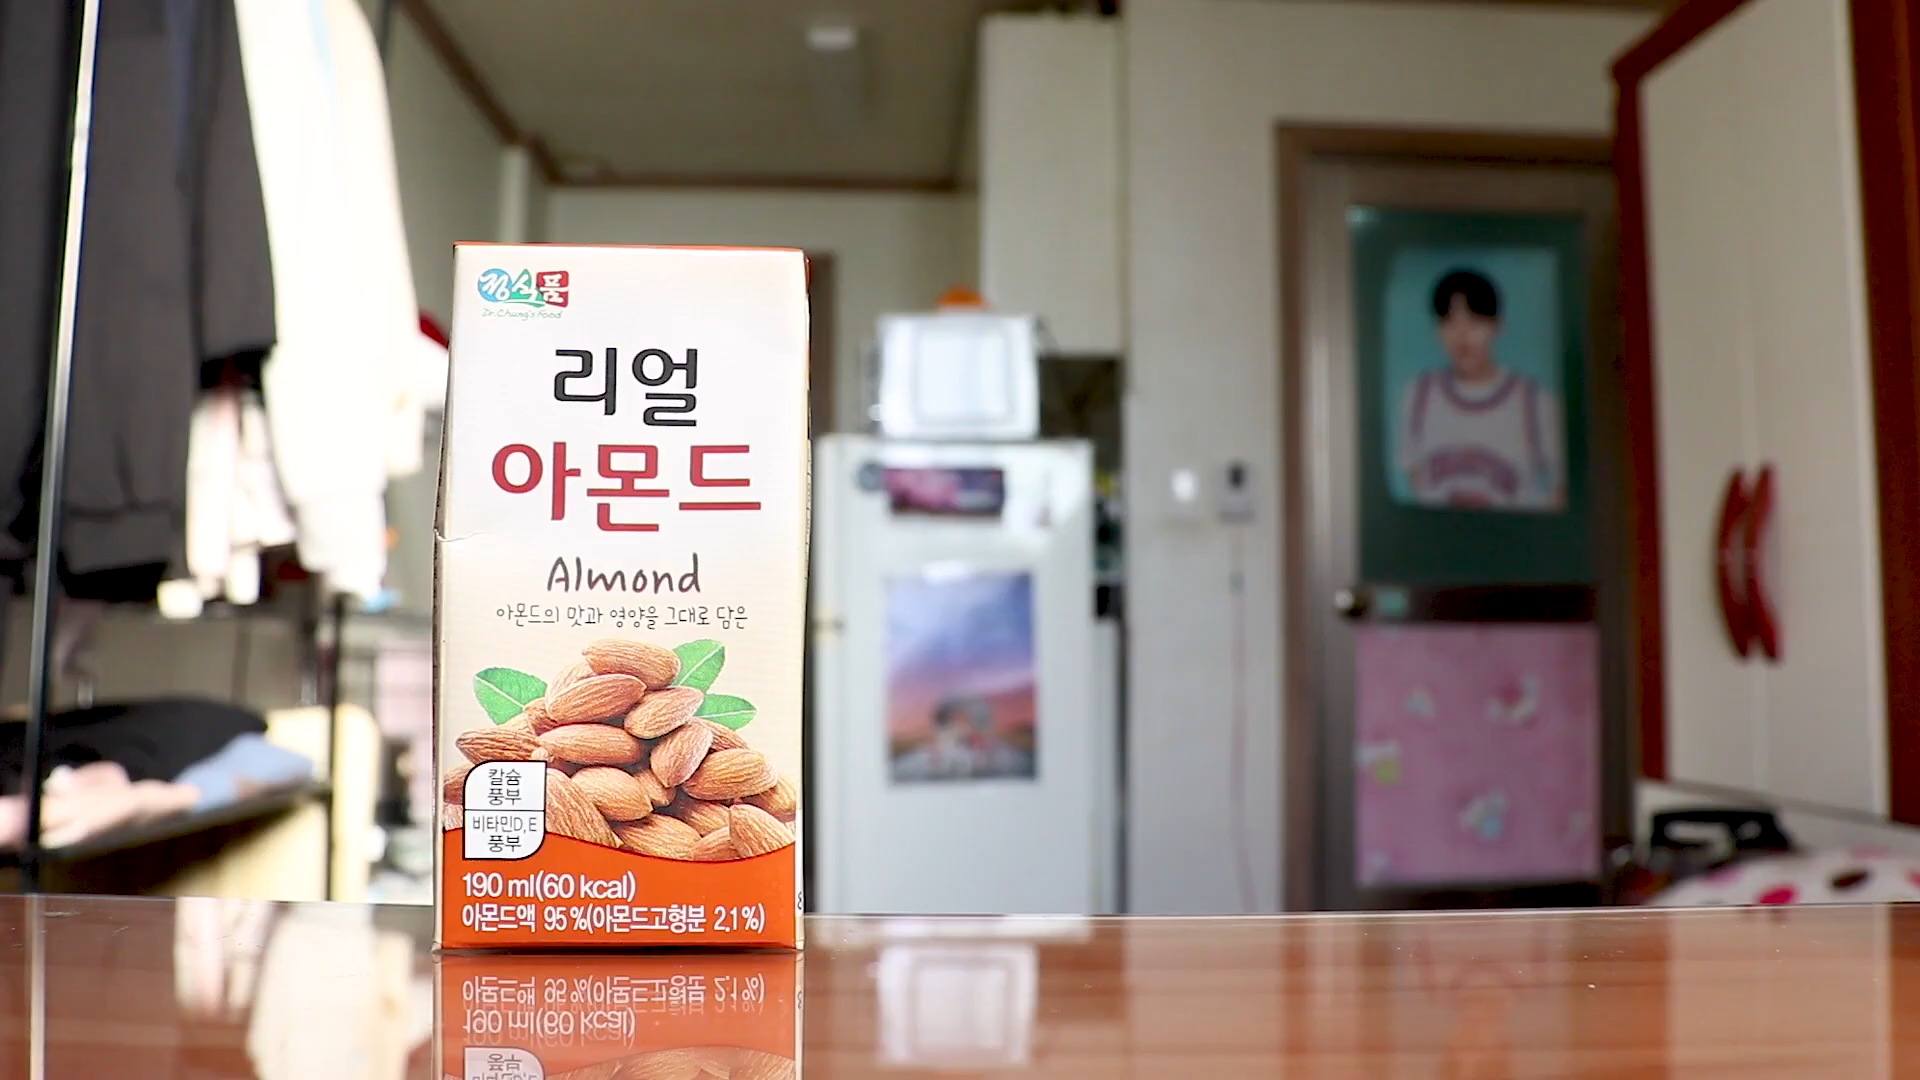 정식품
Dr.Chung's Food
리얼
아몬드
Almond
아몬드의 맛과 영양을 그대로 담은
칼슘
풍부
비타민D,E
풍부
190 ml(60 kcal)
아몬드액 95 %(아몬드고형분 2.1%)